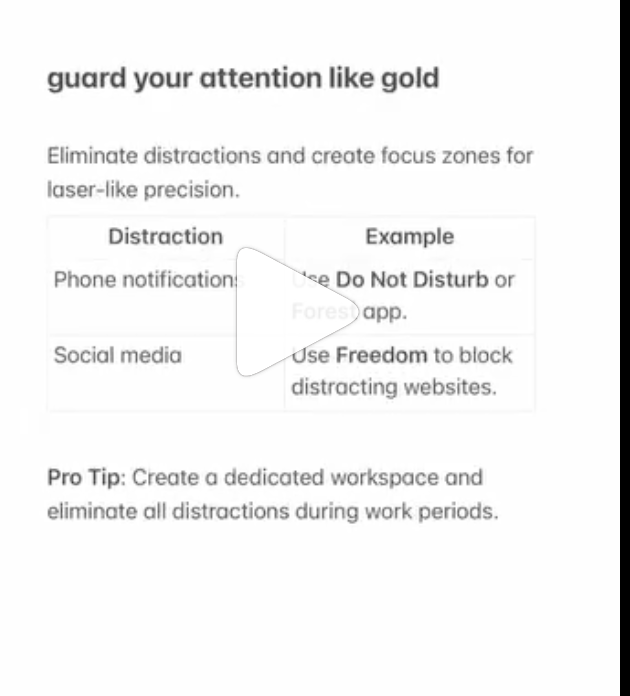 guard your attention like gold
Eliminate distractions and create focus zones for
laser-like precision.
Distraction Example
Phone notifications Use Do Not Disturb or
Forest app.
Social media Use Freedom to block
distracting websites.
Pro Tip: Create a dedicated workspace and
eliminate all distractions during work periods.